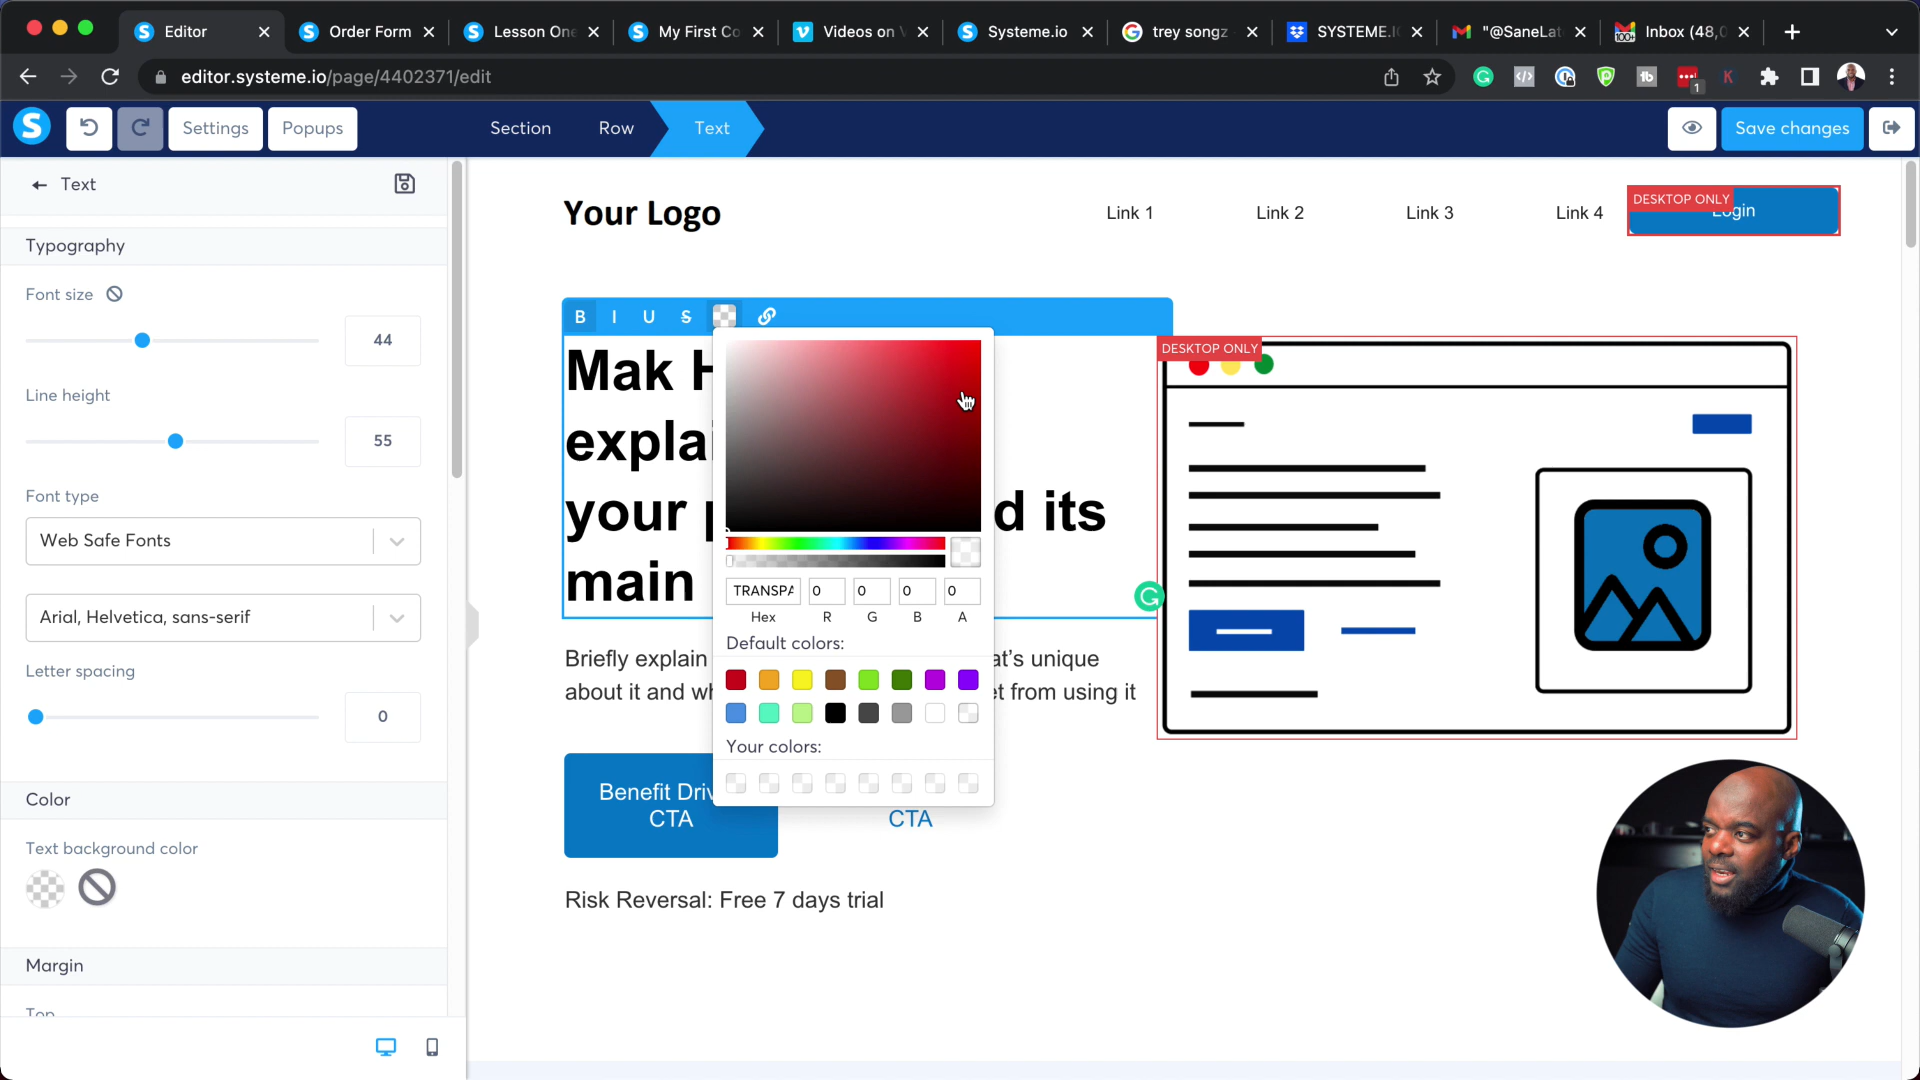 Editor
Order Form
Lesson One
My First Co
Videos on V
Systeme.io
trey songz
SYSTEME.I
"@SaneLat
Inbox (48,0
editor.systeme.io/page/4402371/edit
1
Settings
Popups
Section
Row
Text
Save changes
Text
Typography
Font size
44
Line height
55
Font type
Web Safe Fonts
Arial, Helvetica, sans-serif
Letter spacing
0
Color
Text background color
Margin
Top
Your Logo
Link 1
Link 2
Link 3
Link 4
DESKTOP ONLY
Login
B I U S
Mak H
explai
your p d its
main
DESKTOP ONLY
TRANSPA
0
0
0
0
Hex
R
G
B
A
Default colors:
Your colors:
Briefly explain at's unique
about it and wh t from using it
Benefit Driv
CTA
CTA
Risk Reversal: Free 7 days trial